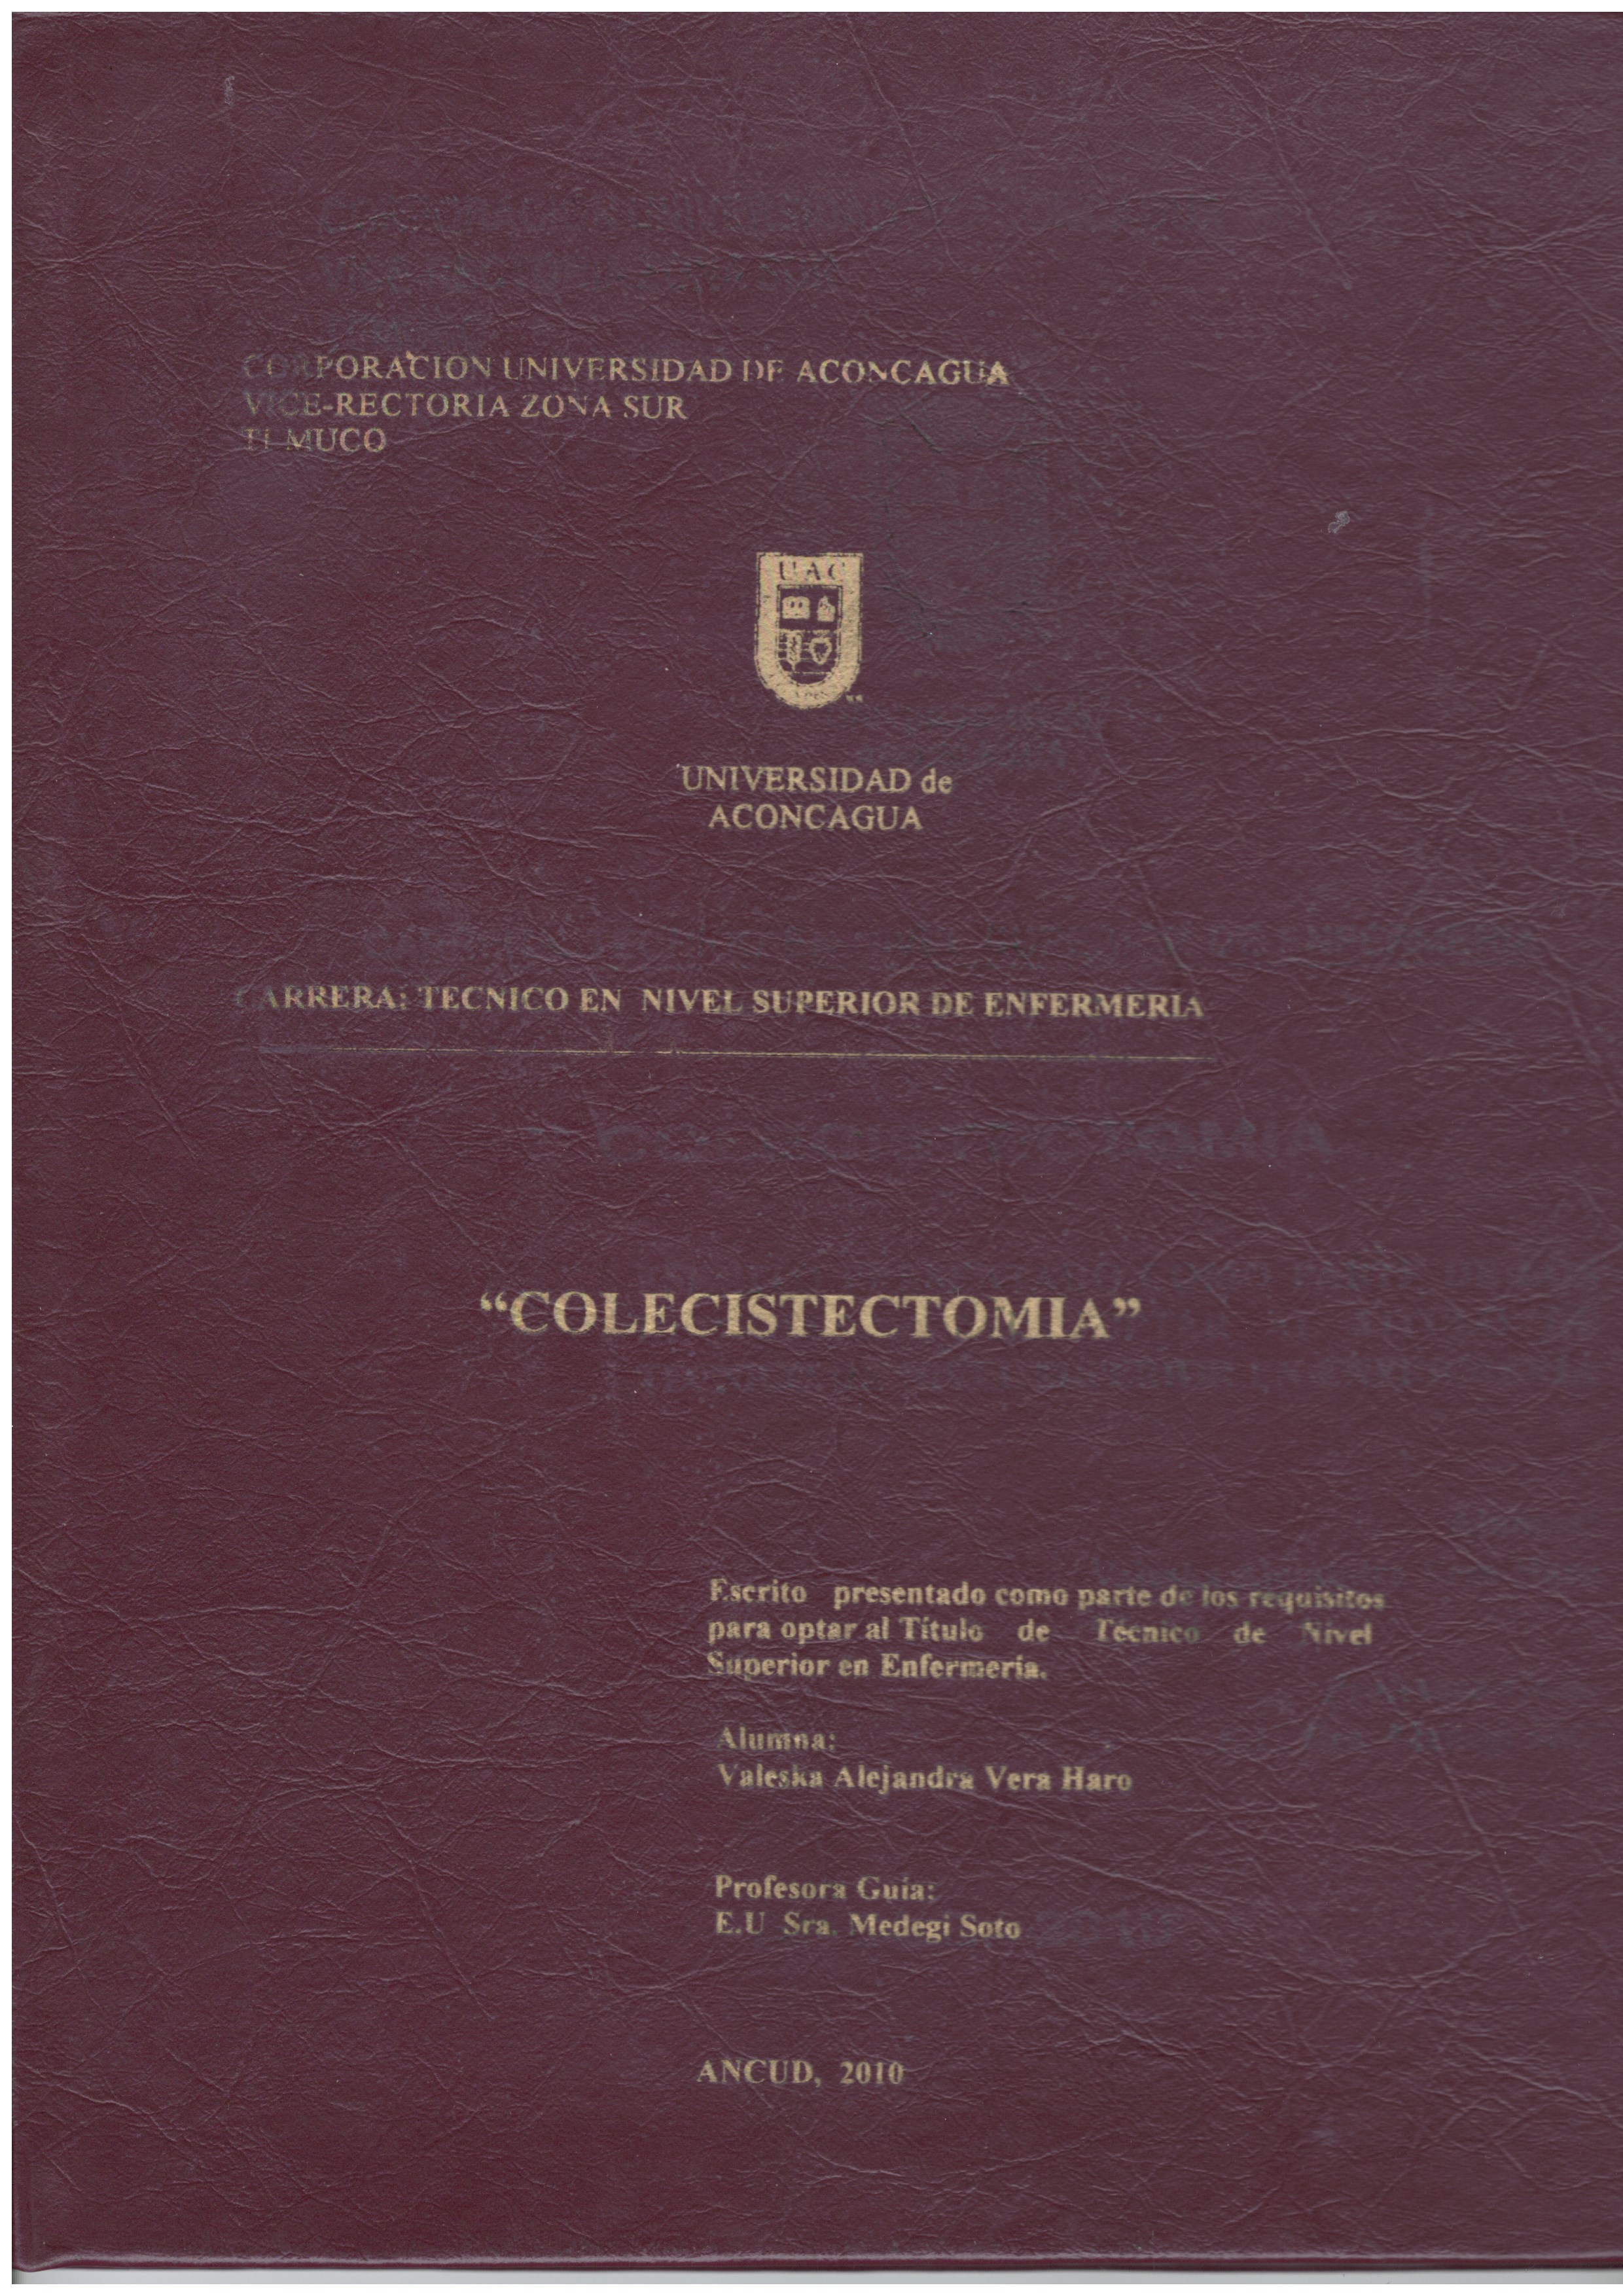 CORPORACION UNIVERSIDAD DE ACONCAGUA
VICE-RECTORIA ZONA SUR
TEMUCO
UAC
UNIVERSIDAD de
ACONCAGUA
CARRERA: TECNICO EN NIVEL SUPERIOR DE ENFERMERIA
“COLECISTECTOMIA”
Escrito presentado como parte de los requisitos
para optar al Título de Técnico de Nivel
Superior en Enfermería.
Alumna:
Valeska Alejandra Vera Haro
Profesora Guía:
E.U Sra. Medegi Soto
ANCUD, 2010